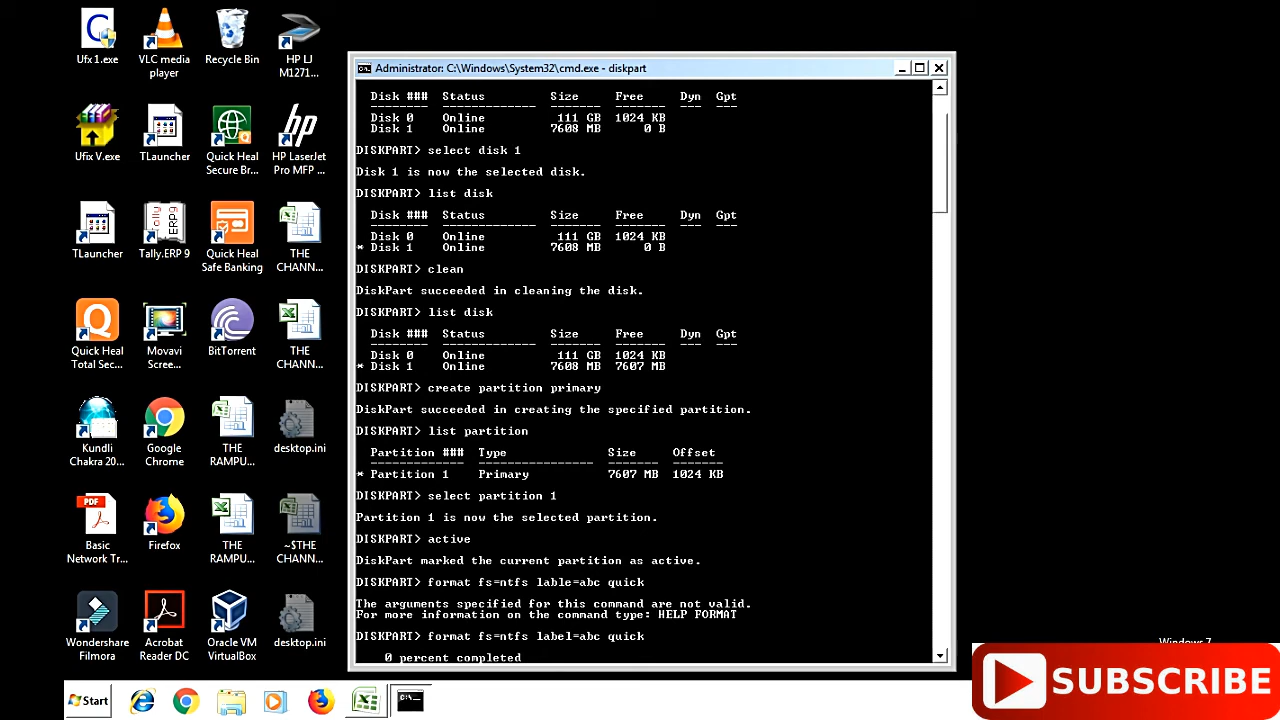 Ufx 1.exe
VLC media player
Recycle Bin
HP LJ M1271...
Ufix V.exe
TLauncher
Quick Heal Secure Br...
hp
HP LaserJet Pro MFP ...
TLauncher
Tally.ERP 9
Quick Heal Safe Banking
THE CHANN...
Quick Heal Total Sec...
Movavi Scree...
BitTorrent
THE CHANN...
Kundli Chakra 20...
Google Chrome
THE RAMPU...
desktop.ini
PDF
Basic Network Tr...
Firefox
THE RAMPU...
~$THE CHANN...
Wondershare Filmora
Acrobat Reader DC
Oracle VM VirtualBox
desktop.ini
Administrator: C:\Windows\System32\cmd.exe - diskpart
Disk ### Status Size Free Dyn Gpt
Disk 0 Online 111 GB 1024 KB
Disk 1 Online 7608 MB 0 B
DISKPART> select disk 1
Disk 1 is now the selected disk.
DISKPART> list disk
Disk ### Status Size Free Dyn Gpt
Disk 0 Online 111 GB 1024 KB
* Disk 1 Online 7608 MB 0 B
DISKPART> clean
DiskPart succeeded in cleaning the disk.
DISKPART> list disk
Disk ### Status Size Free Dyn Gpt
Disk 0 Online 111 GB 1024 KB
* Disk 1 Online 7608 MB 7607 MB
DISKPART> create partition primary
DiskPart succeeded in creating the specified partition.
DISKPART> list partition
Partition ### Type Size Offset
* Partition 1 Primary 7607 MB 1024 KB
DISKPART> select partition 1
Partition 1 is now the selected partition.
DISKPART> active
DiskPart marked the current partition as active.
DISKPART> format fs=ntfs lable=abc quick
The arguments specified for this command are not valid.
For more information on the command type: HELP FORMAT
DISKPART> format fs=ntfs label=abc quick
0 percent completed
Windows 7
SUBSCRIBE
Start